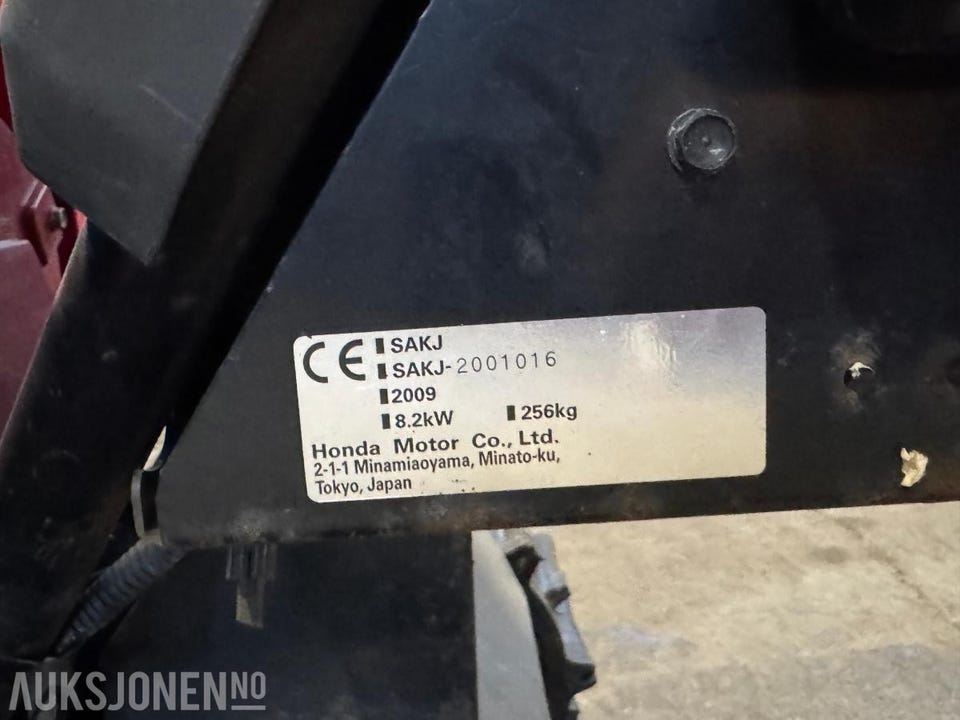 CE SAKJ
SAKJ-2001016
2009
8.2kW 256kg
Honda Motor Co., Ltd.
2-1-1 Minamiaoyama, Minato-ku,
Tokyo, Japan
AUKSJONEN NO